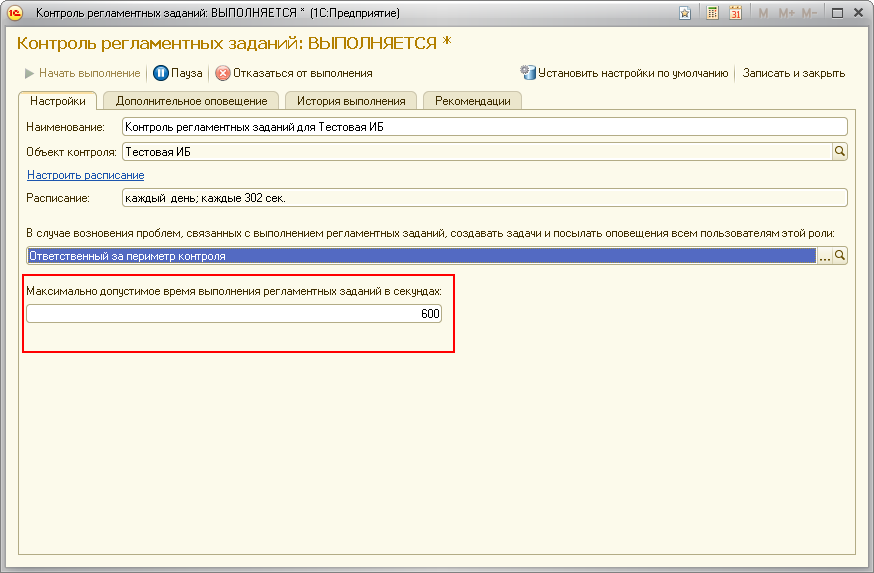 Контроль регламентных заданий: ВЫПОЛНЯЕТСЯ * (1С:Предприятие)
M M+ M-
Контроль регламентных заданий: ВЫПОЛНЯЕТСЯ *
Начать выполнение Пауза Отказаться от выполнения Установить настройки по умолчанию Записать и закрыть
Настройки Дополнительное оповещение История выполнения Рекомендации
Наименование: Контроль регламентных заданий для Тестовая ИБ
Объект контроля: Тестовая ИБ
Настроить расписание
Расписание: каждый день; каждые 302 сек.
В случае возновения проблем, связанных с выполнением регламентных заданий, создавать задачи и посылать оповещения всем пользователям этой роли:
Ответственный за периметр контроля ...
Максимально допустимое время выполнения регламентных заданий в секундах:
600